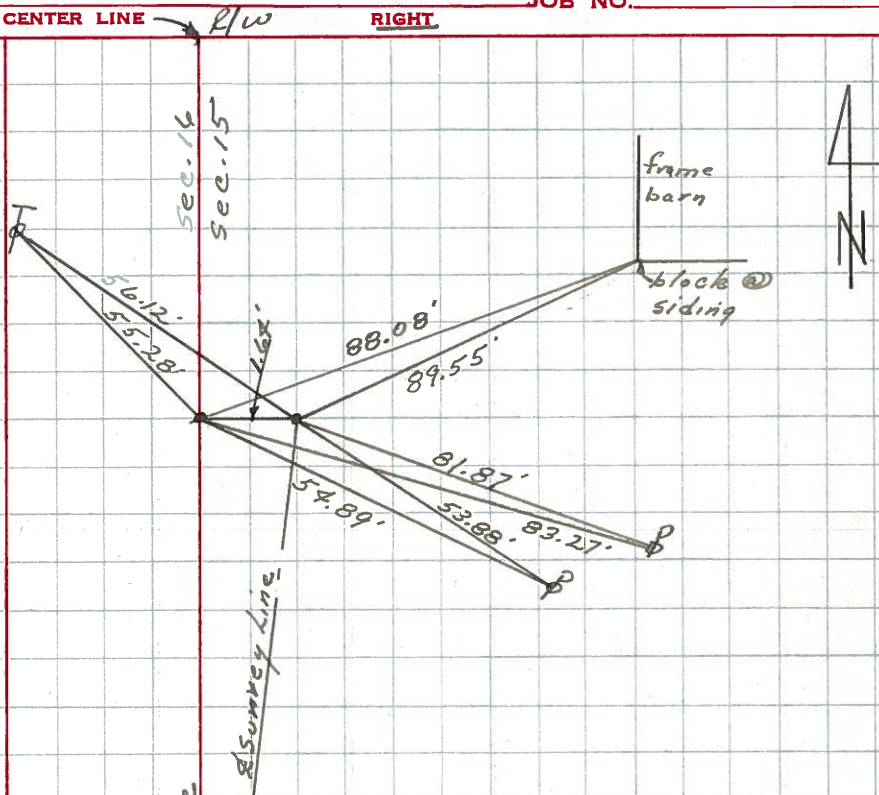 JOB NO.
CENTER LINE
R/W
RIGHT
Sec. 16
Sec. 15
frame
barn
block @
siding
N
T
56.12'
55.28'
1.68'
88.08'
89.55'
81.87'
83.27'
53.88'
54.89'
P
P
℄ Survey Line